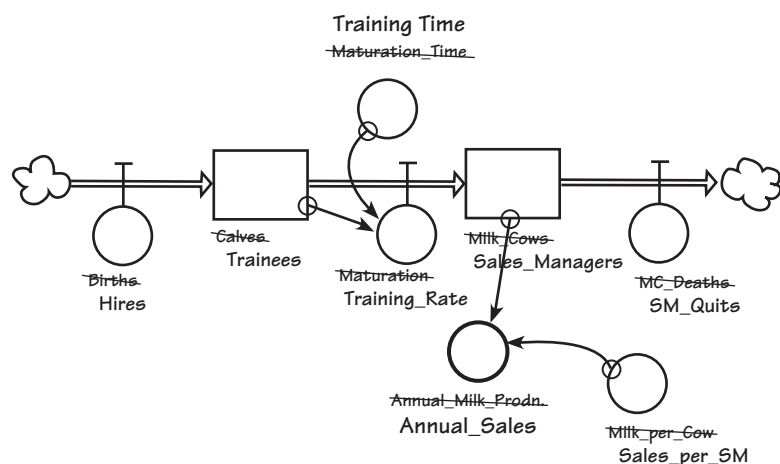 Training Time
Maturation_Time
Calves
Trainees
Milk_Cows
Sales_Managers
Births
Hires
Maturation
Training_Rate
MC_Deaths
SM_Quits
Annual_Milk_Prodn.
Annual_Sales
Milk_per_Cow
Sales_per_SM